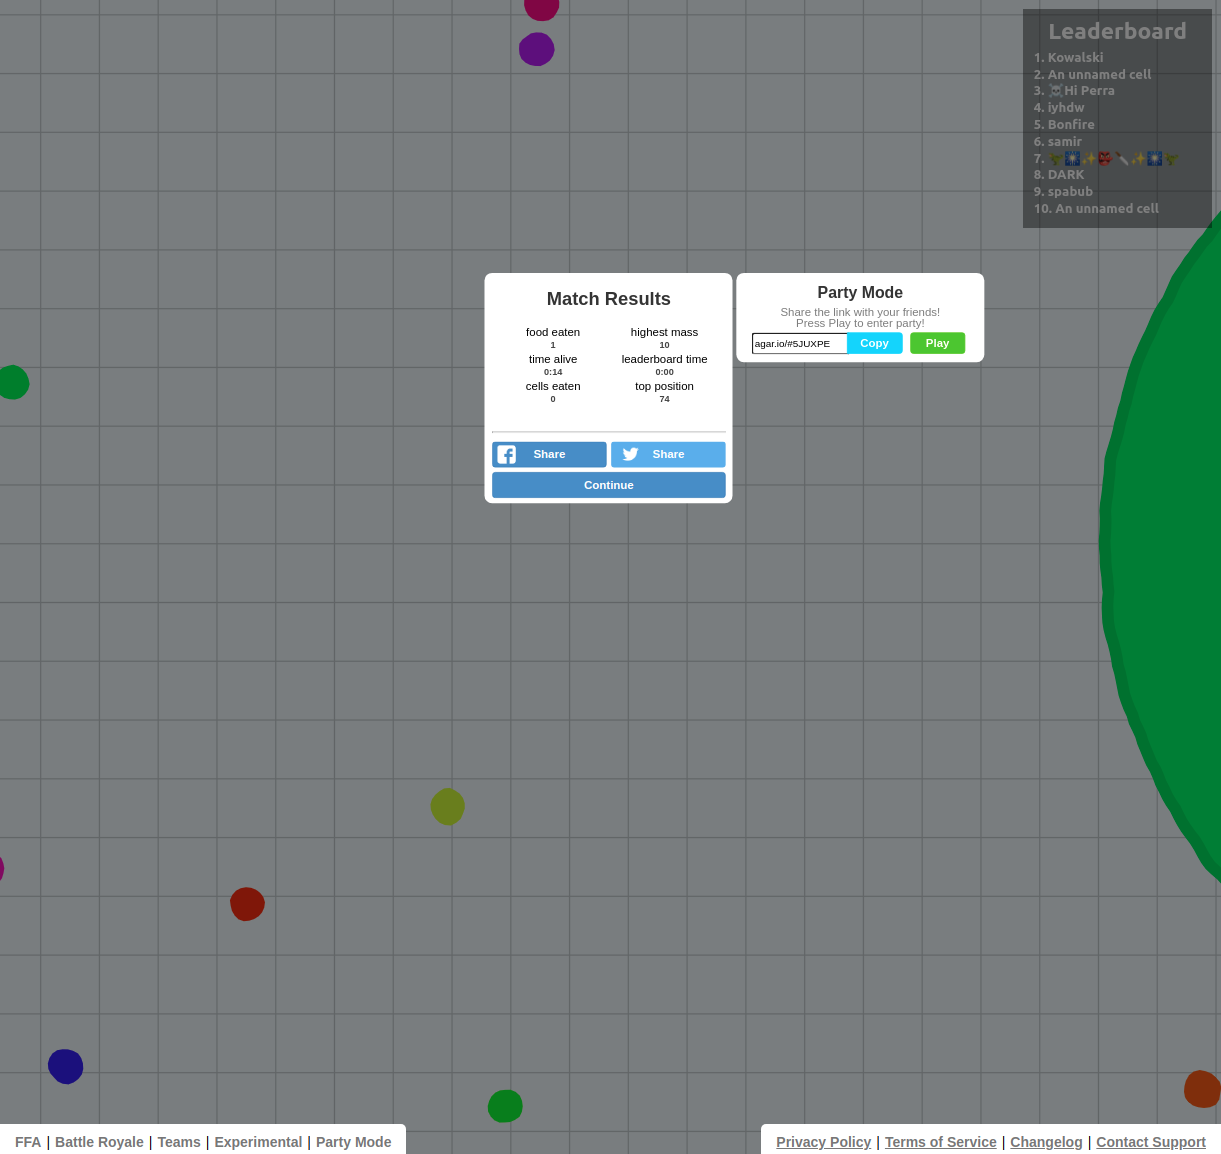 Leaderboard
1. Kowalski
2. An unnamed cell
3. ☠️Hi Perra
4. iyhdw
5. Bonfire
6. samir
7.
8. DARK
9. spabub
10. An unnamed cell
Match Results
food eaten highest mass
1 10
time alive leaderboard time
0:14 0:00
cells eaten top position
0 74
Share Share
Continue
Party Mode
Share the link with your friends!
Press Play to enter party!
agar.io/#5JUXPE Copy Play
FFA | Battle Royale | Teams | Experimental | Party Mode
Privacy Policy | Terms of Service | Changelog | Contact Support